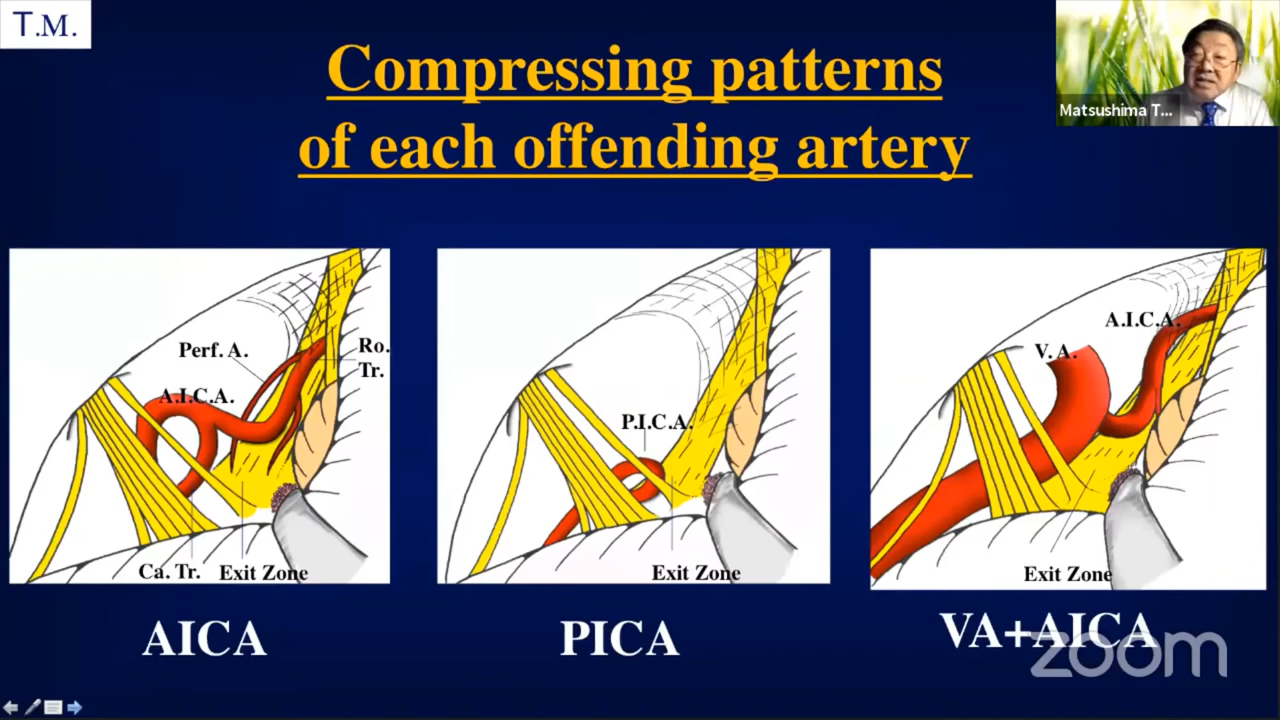 T.M.
Compressing patterns
of each offending artery
Matsushima T...
Perf. A.
A.I.C.A.
Ro.
Tr.
Ca. Tr.
Exit Zone
P.I.C.A.
Exit Zone
A.I.C.A.
V. A.
Exit Zone
AICA
PICA
VA+AICA
zoom